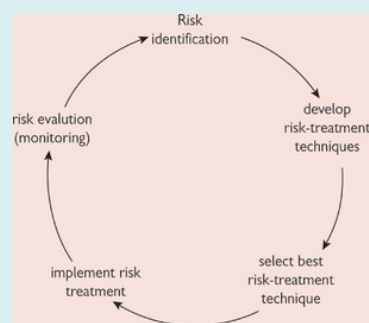 Risk
identification
develop
risk-treatment
techniques
select best
risk-treatment
technique
implement risk
treatment
risk evalution
(monitoring)